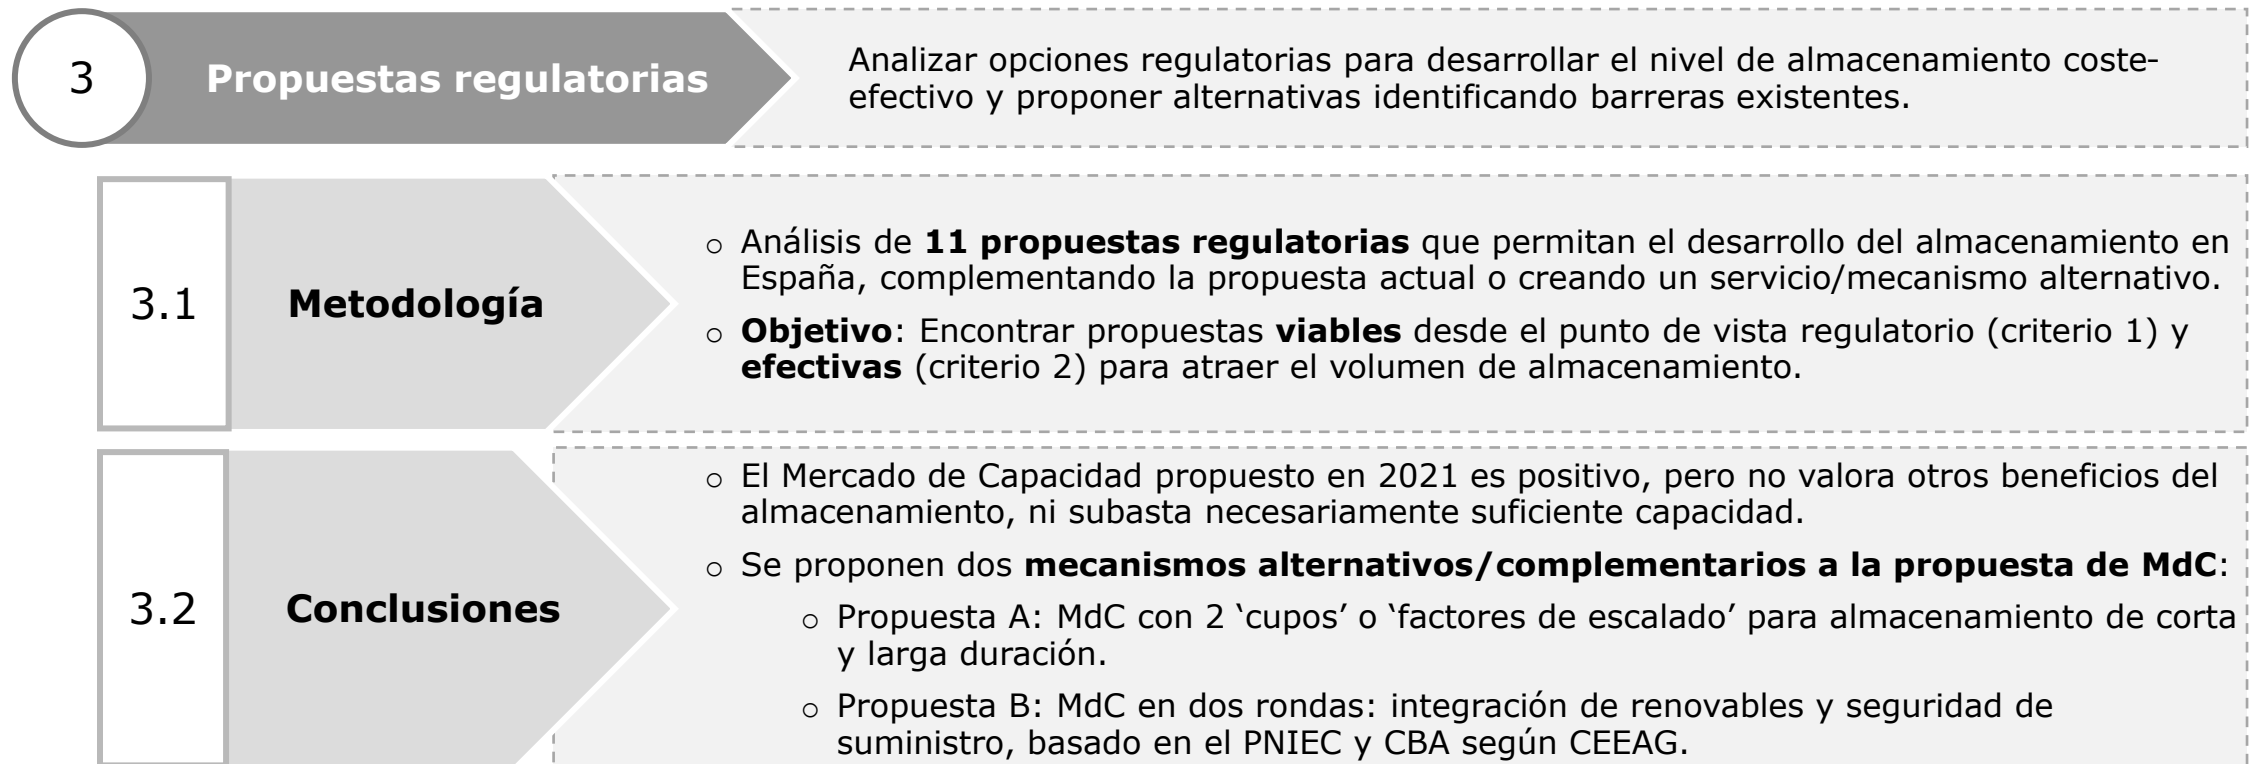 3
Propuestas regulatorias
Analizar opciones regulatorias para desarrollar el nivel de almacenamiento coste-
efectivo y proponer alternativas identificando barreras existentes.
3.1
Metodología
○ Análisis de 11 propuestas regulatorias que permitan el desarrollo del almacenamiento en
España, complementando la propuesta actual o creando un servicio/mecanismo alternativo.
○ Objetivo: Encontrar propuestas viables desde el punto de vista regulatorio (criterio 1) y
efectivas (criterio 2) para atraer el volumen de almacenamiento.
3.2
Conclusiones
○ El Mercado de Capacidad propuesto en 2021 es positivo, pero no valora otros beneficios del
almacenamiento, ni subasta necesariamente suficiente capacidad.
○ Se proponen dos mecanismos alternativos/complementarios a la propuesta de MdC:
○ Propuesta A: MdC con 2 ‘cupos’ o ‘factores de escalado’ para almacenamiento de corta
y larga duración.
○ Propuesta B: MdC en dos rondas: integración de renovables y seguridad de
suministro, basado en el PNIEC y CBA según CEEAG.